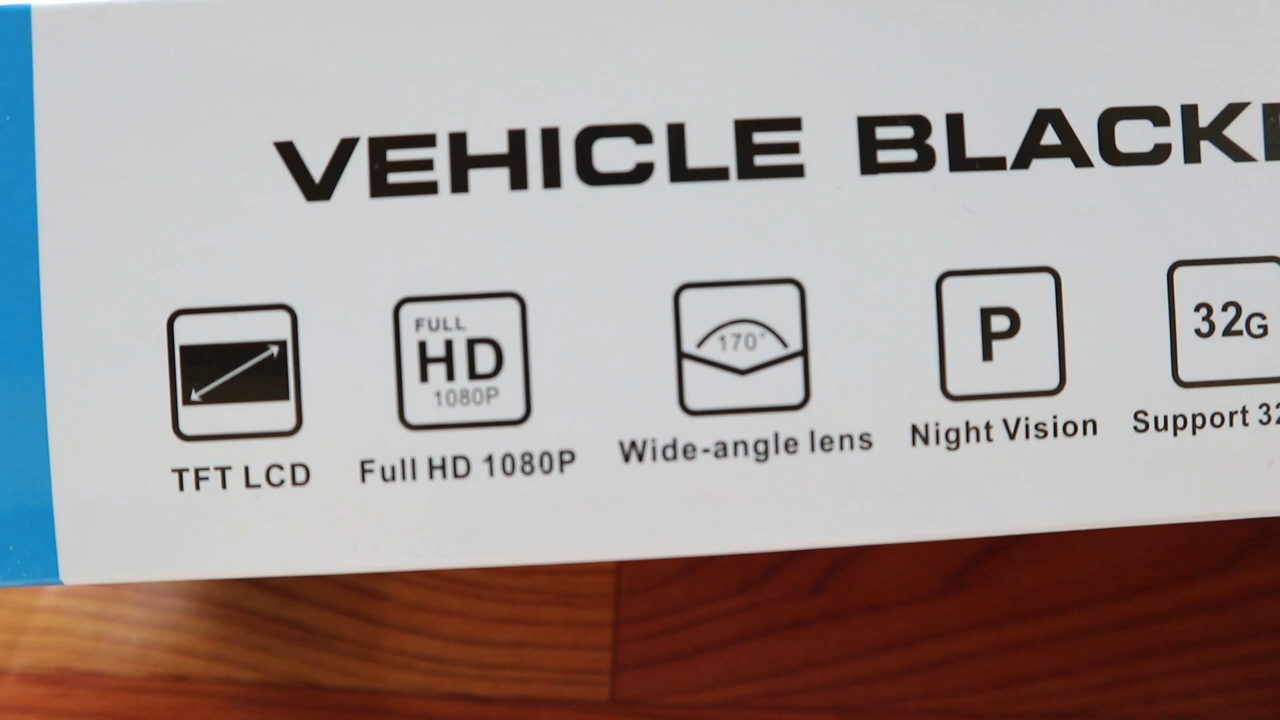 VEHICLE BLACK
FULL
HD
1080P
170°
P
32G
TFT LCD
Full HD 1080P
Wide-angle lens
Night Vision
Support 32